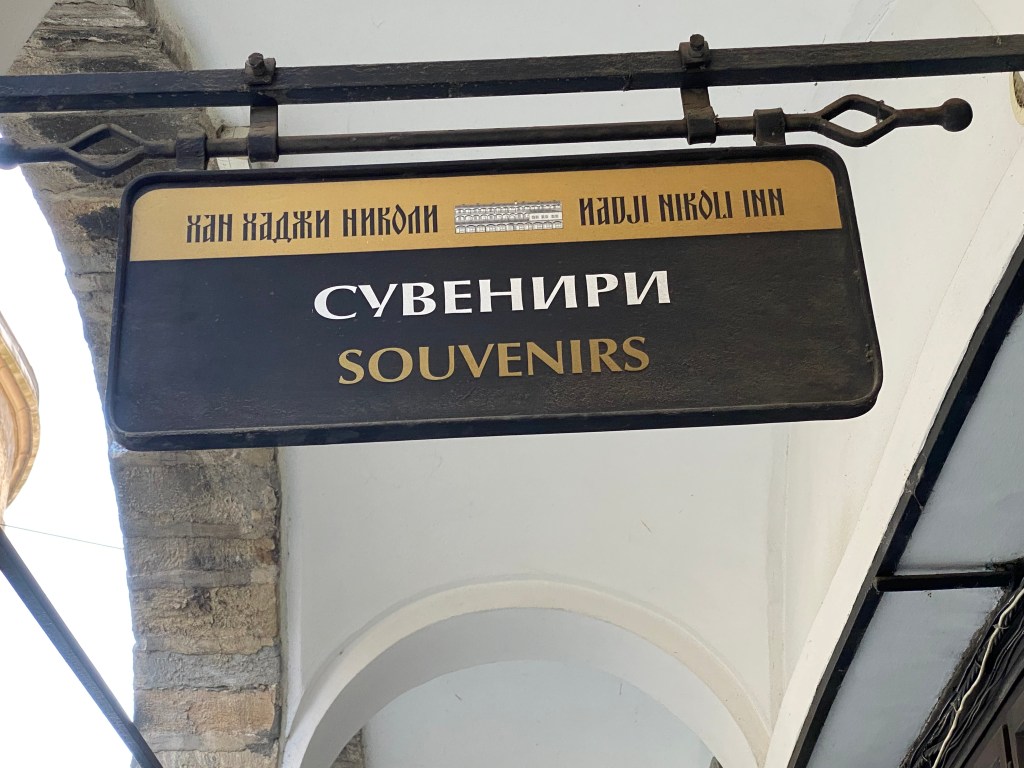 ХАН ХАДЖИ НИКОЛИ HADJI NIKOLI INN
СУВЕНИРИ
SOUVENIRS